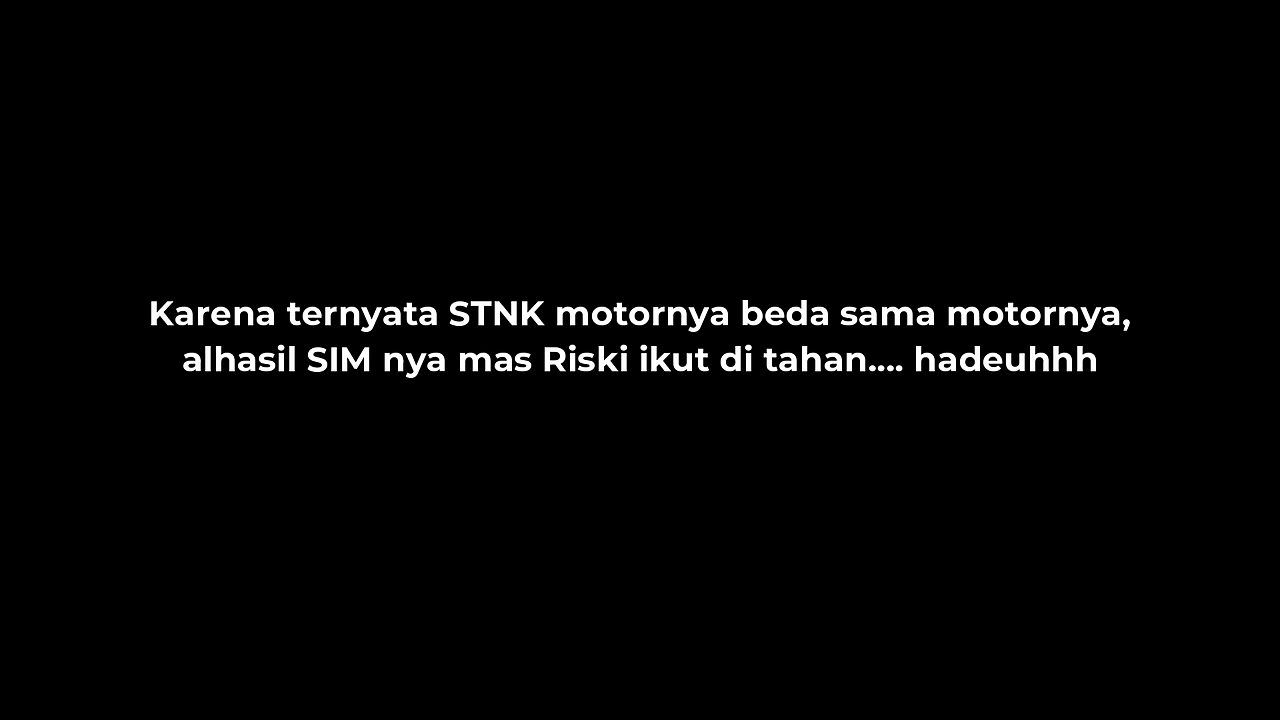 Karena ternyata STNK motornya beda sama motornya,
alhasil SIM nya mas Riski ikut di tahan.... hadeuhhh